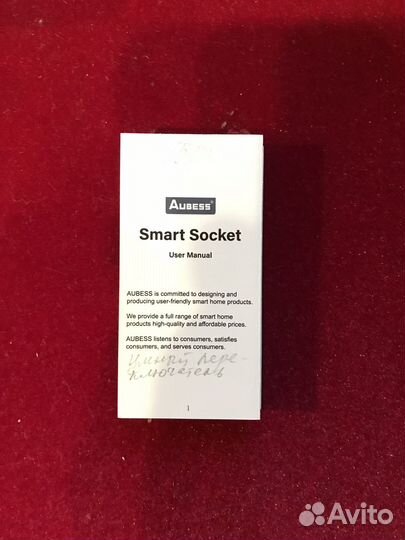 AUBESS®
Smart Socket
User Manual
AUBESS is committed to designing and
producing user-friendly smart home products.
We provide a full range of smart home
products high-quality and affordable prices.
AUBESS listens to consumers, satisfies
consumers, and serves consumers.
Умный пере-
ключатель
1
Avito